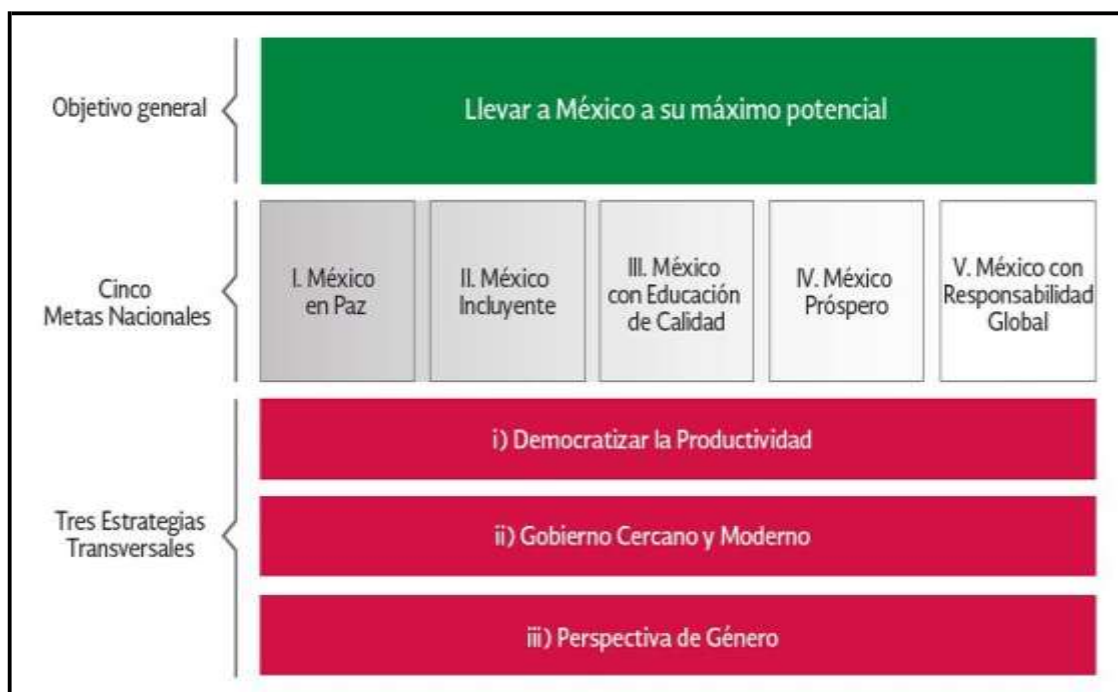 Objetivo general
Llevar a México a su máximo potencial
Cinco
Metas Nacionales
I. México
en Paz
II. México
Incluyente
III. México
con Educación
de Calidad
IV. México
Próspero
V. México con
Responsabilidad
Global
Tres Estrategias
Transversales
i) Democratizar la Productividad
ii) Gobierno Cercano y Moderno
iii) Perspectiva de Género